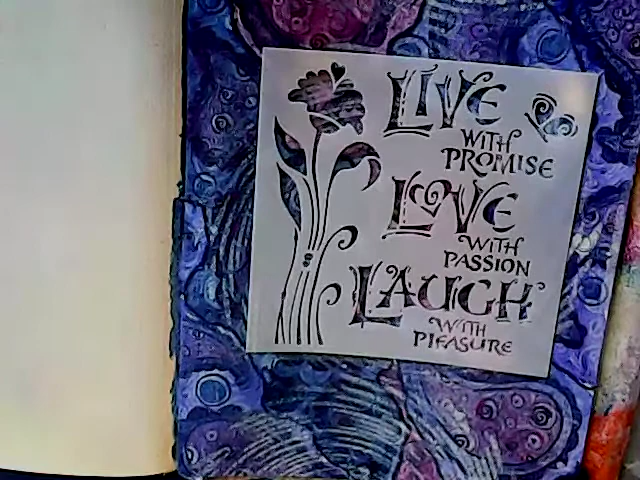 LIVE
WITH
PROMISE
LOVE
WITH
PASSION
LAUGH
WITH
PlEASURE